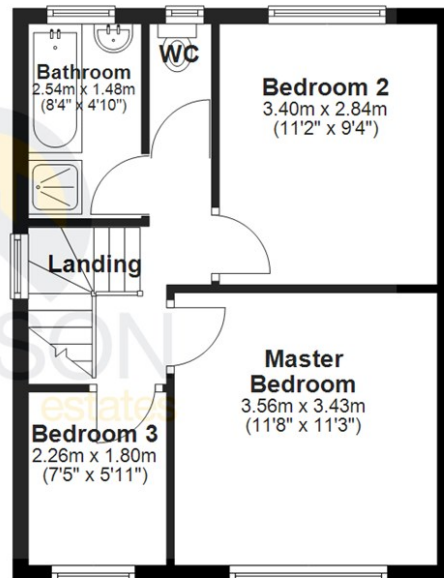 Bathroom
2.54m x 1.48m
(8'4" x 4'10")
WC
Bedroom 2
3.40m x 2.84m
(11'2" x 9'4")
Landing
SON
estates
Master
Bedroom
3.56m x 3.43m
(11'8" x 11'3")
Bedroom 3
2.26m x 1.80m
(7'5" x 5'11")